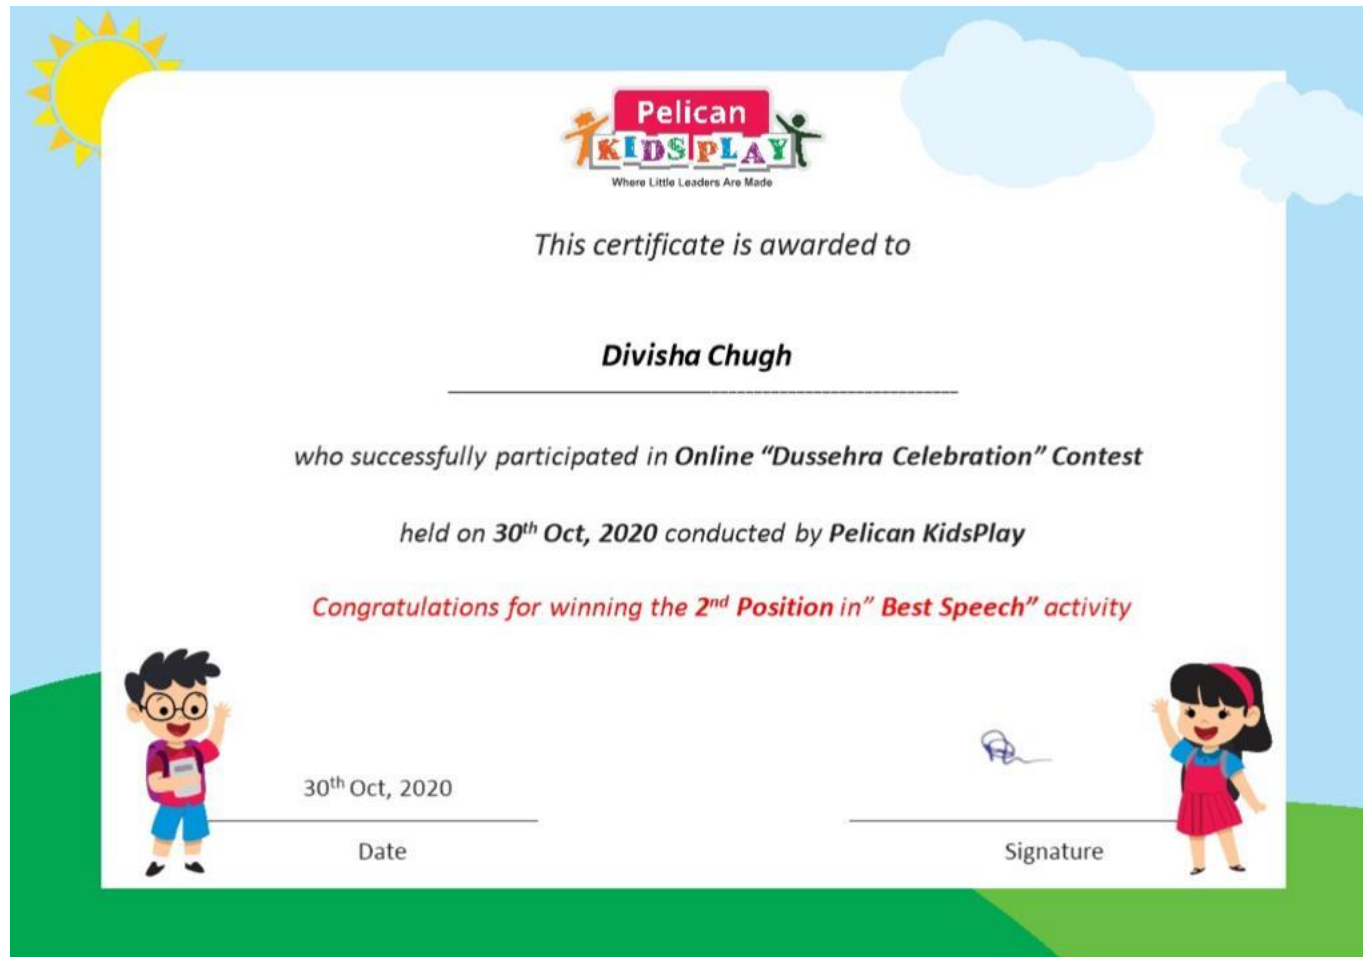 Pelican
KIDS PLAY
Where Little Leaders Are Made
This certificate is awarded to
Divisha Chugh
who successfully participated in Online “Dussehra Celebration” Contest
held on 30th Oct, 2020 conducted by Pelican KidsPlay
Congratulations for winning the 2nd Position in” Best Speech” activity
30th Oct, 2020
Date
Signature